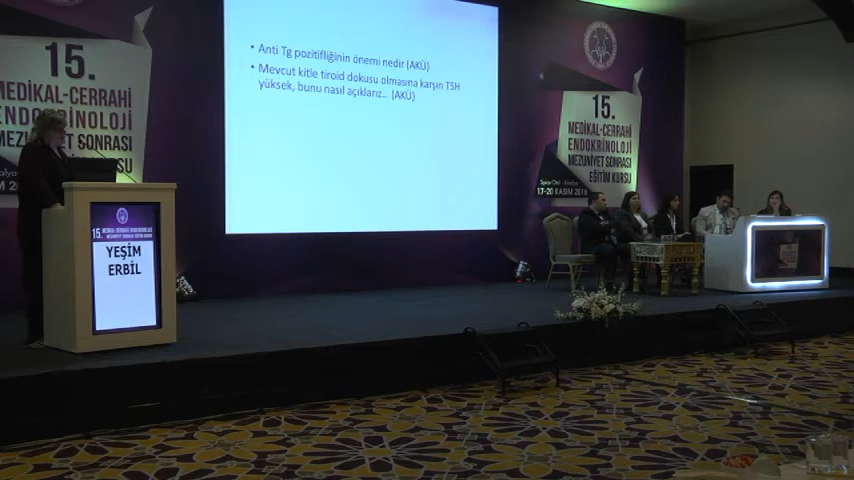 15.
MEDİKAL-CERRAHİ
ENDOKRİNOLOJİ
MEZUNİYET SONRASI
KURSU
• Anti Tg pozitifliğinin önemi nedir (AKÜ)
• Mevcut kitle tiroid dokusu olmasına karşın TSH
yüksek, bunu nasıl açıklarız.. (AKÜ)
15.
MEDİKAL-CERRAHİ
ENDOKRİNOLOJİ
MEZUNİYET SONRASI
EĞİTİM KURSU
17-20 KASIM 2016
15.
YEŞİM
ERBİL